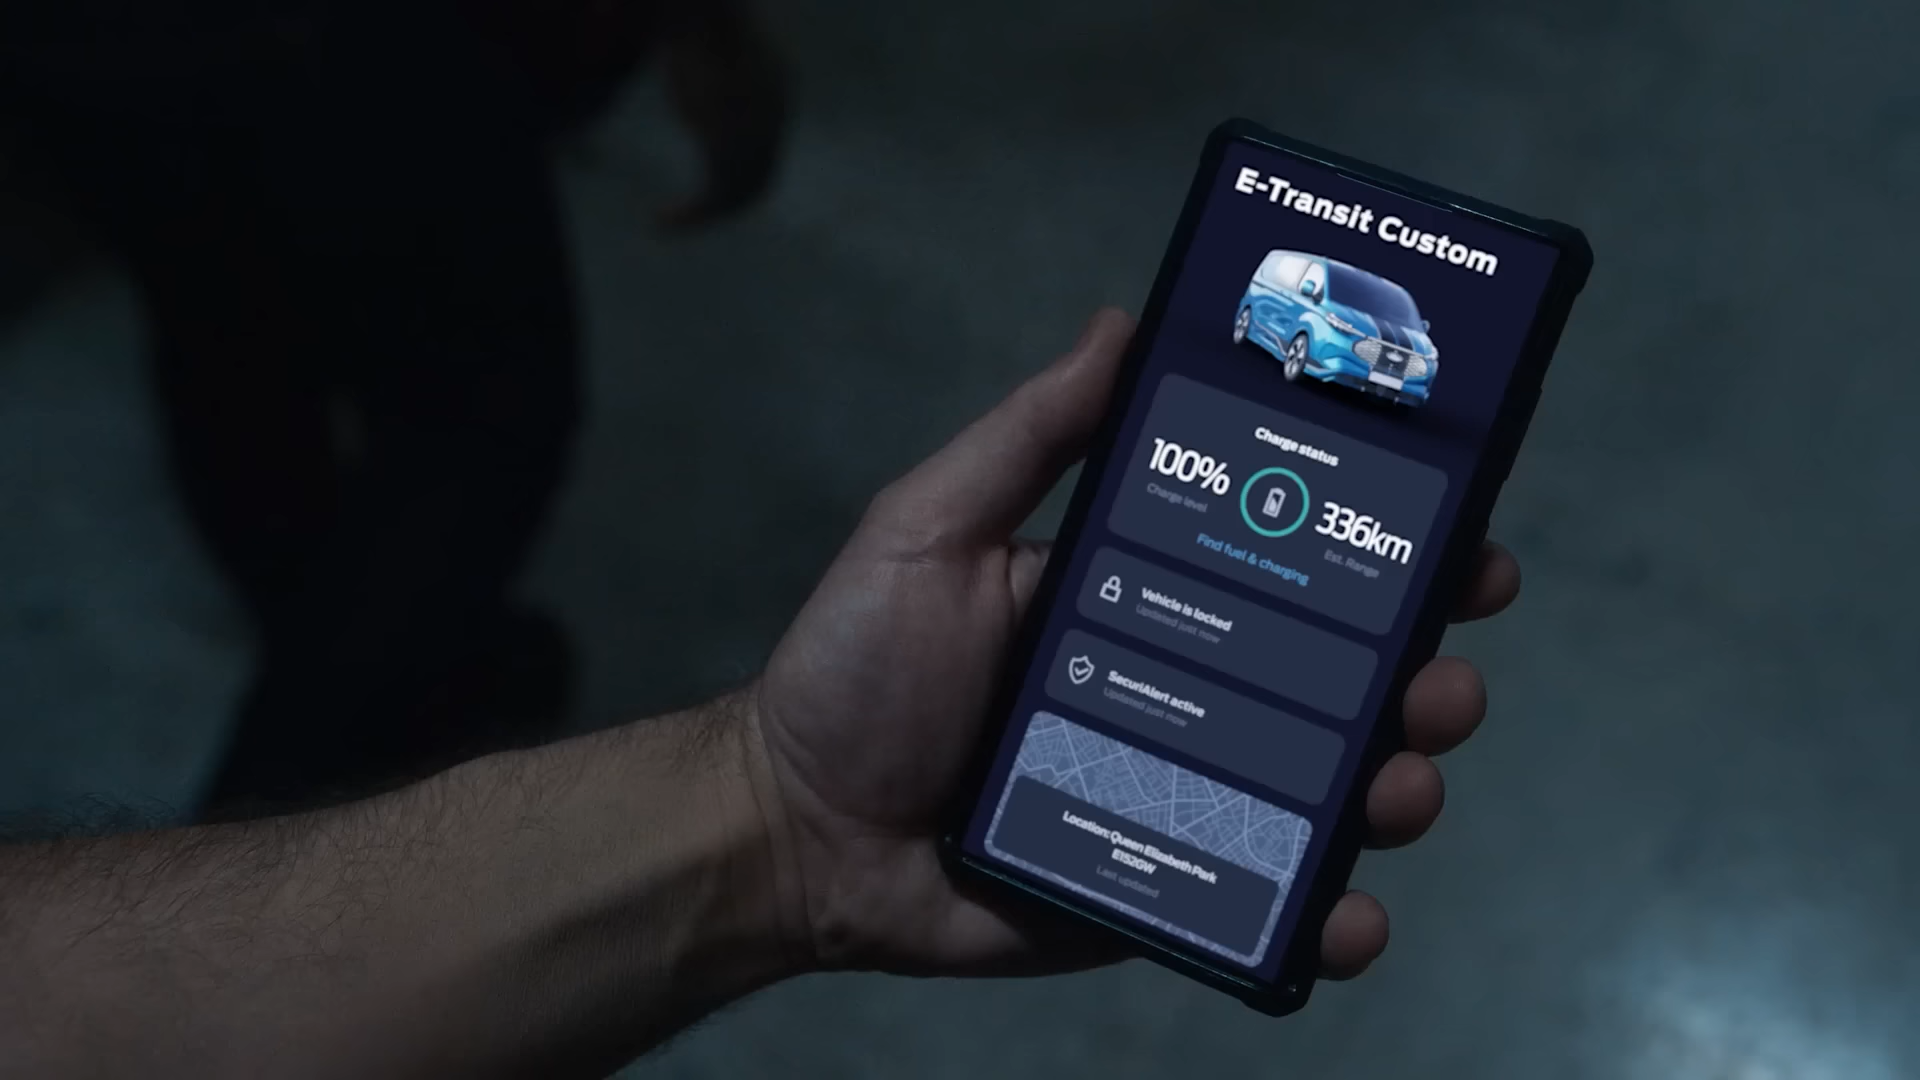 E-Transit Custom
Charge status
100%
Charge level
336km
Est. Range
Find fuel & charging
Vehicle is locked
Updated just now
SecuriAlert active
Updated just now
Location: Queen Elizabeth Park
E152GW
Last updated